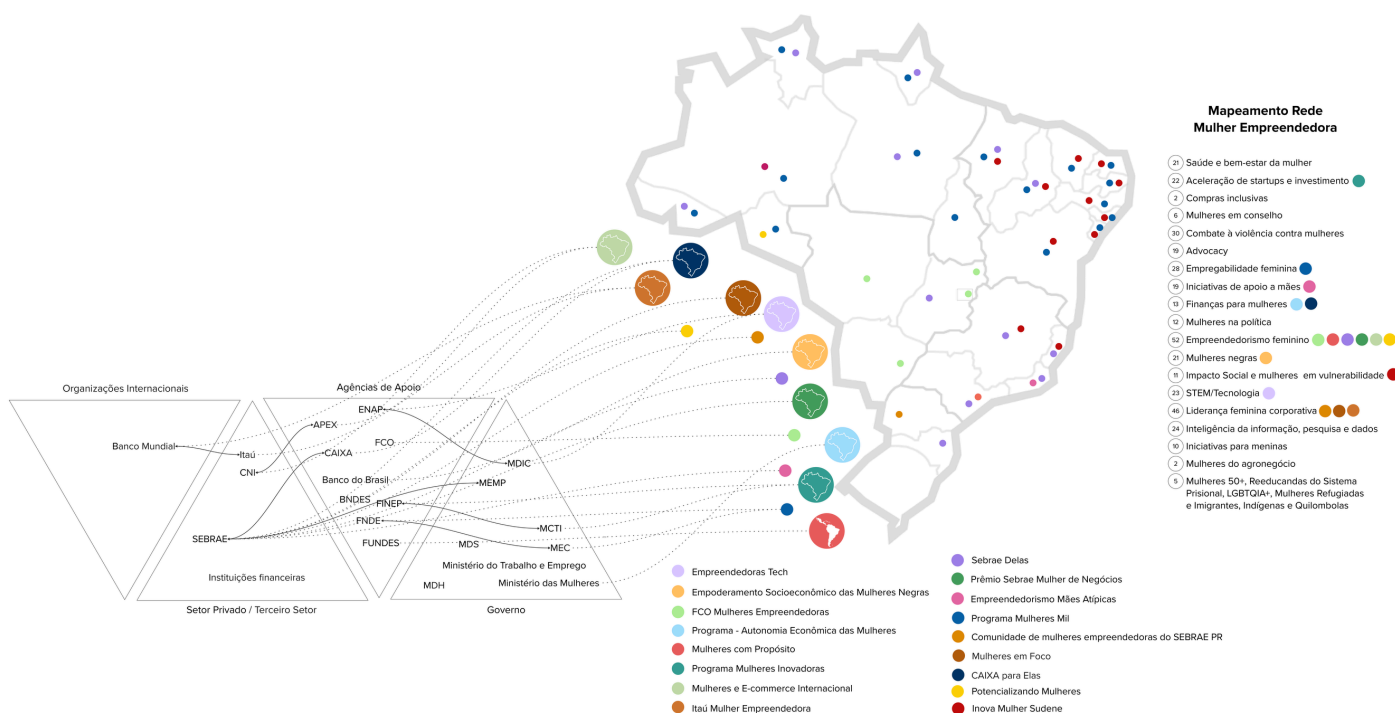 Mapeamento Rede
Mulher Empreendedora
21 Saúde e bem-estar da mulher
22 Aceleração de startups e investimento
2 Compras inclusivas
6 Mulheres em conselho
30 Combate à violência contra mulheres
19 Advocacy
28 Empregabilidade feminina
19 Iniciativas de apoio a mães
13 Finanças para mulheres
12 Mulheres na política
52 Empreendedorismo feminino
21 Mulheres negras
11 Impacto Social e mulheres em vulnerabilidade
23 STEM/Tecnologia
46 Liderança feminina corporativa
24 Inteligência da informação, pesquisa e dados
10 Iniciativas para meninas
2 Mulheres do agronegócio
5 Mulheres 50+, Reeducandas do Sistema
Prisional, LGBTQIA+, Mulheres Refugiadas
e Imigrantes, Indígenas e Quilombolas
Organizações Internacionais
Agências de Apoio
Banco Mundial
Itaú
CNI
SEBRAE
Instituições financeiras
Setor Privado / Terceiro Setor
ENAP
APEX
FCO
CAIXA
Banco do Brasil
BNDES
FINEP
FNDE
FUNDES
MDIC
MEMP
MCTI
MDS
MEC
Ministério do Trabalho e Emprego
MDH
Ministério das Mulheres
Governo
Empreendedoras Tech
Empoderamento Socioeconômico das Mulheres Negras
FCO Mulheres Empreendedoras
Programa - Autonomia Econômica das Mulheres
Mulheres com Propósito
Programa Mulheres Inovadoras
Mulheres e E-commerce Internacional
Itaú Mulher Empreendedora
Sebrae Delas
Prêmio Sebrae Mulher de Negócios
Empreendedorismo Mães Atípicas
Programa Mulheres Mil
Comunidade de mulheres empreendedoras do SEBRAE PR
Mulheres em Foco
CAIXA para Elas
Potencializando Mulheres
Inova Mulher Sudene